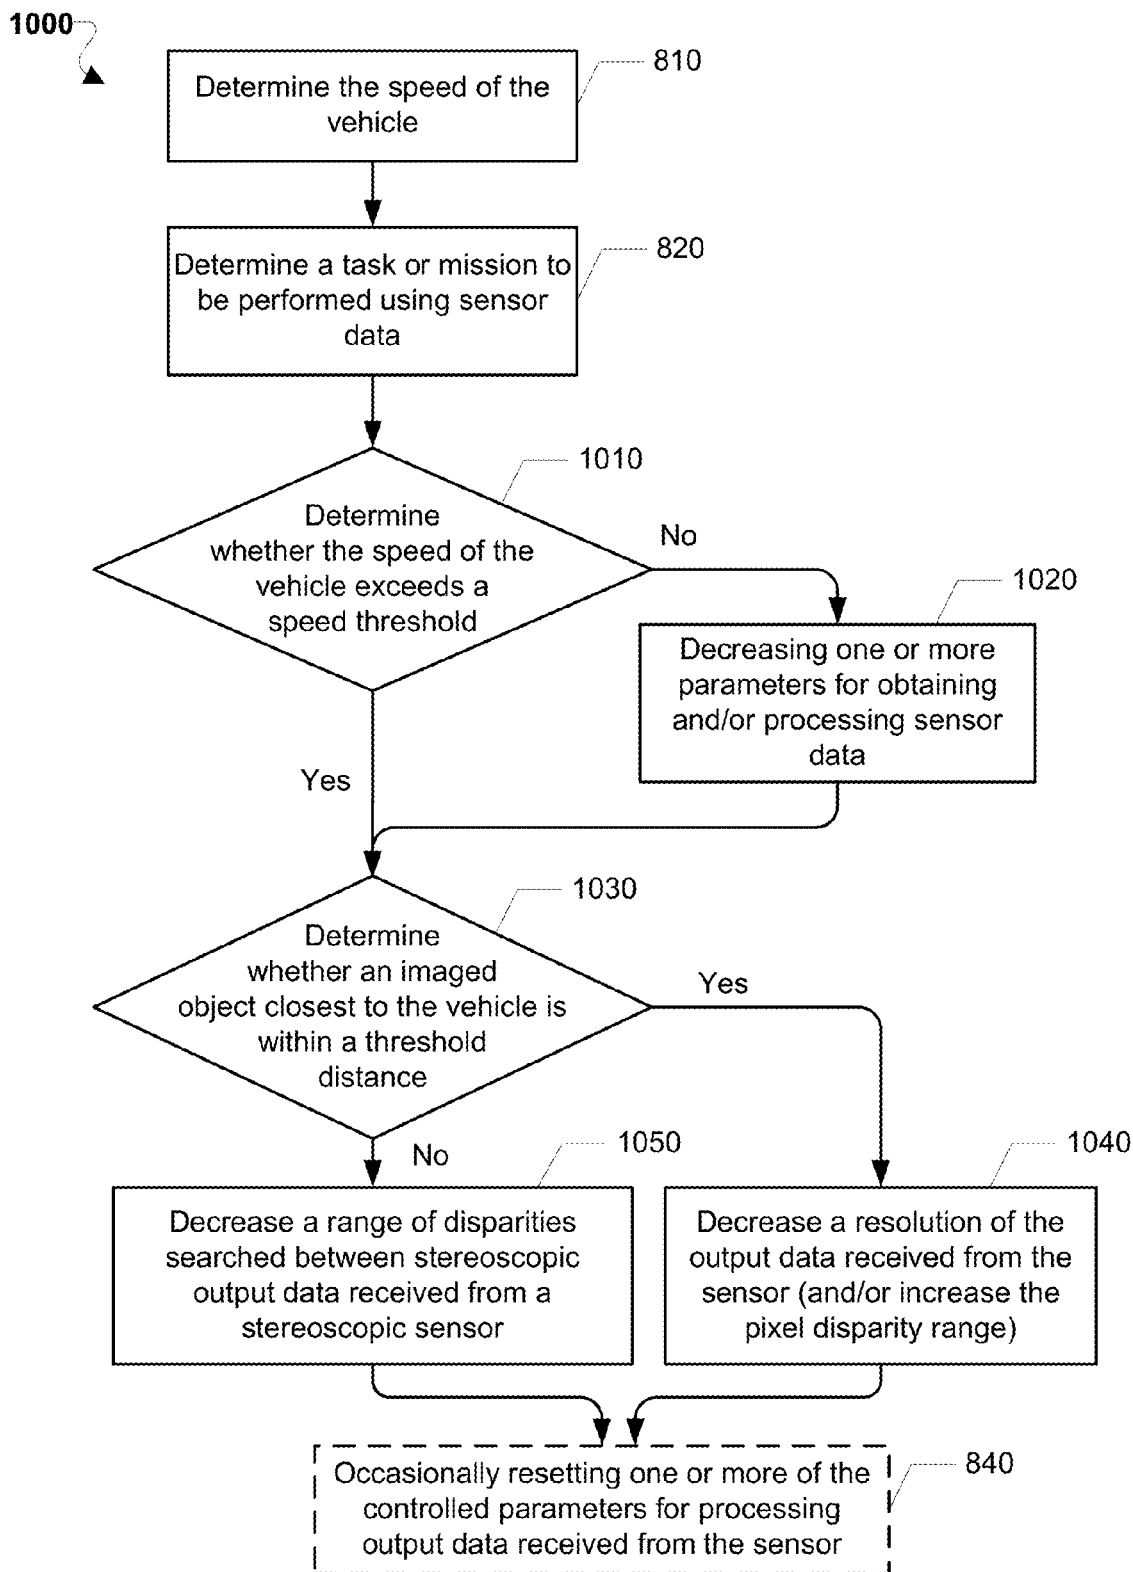 1000
810
Determine the speed of the
vehicle
820
Determine a task or mission to
be performed using sensor
data
1010
Determine
whether the speed of the
vehicle exceeds a
speed threshold
No
1020
Decreasing one or more
parameters for obtaining
and/or processing sensor
data
Yes
1030
Determine
whether an imaged
object closest to the vehicle is
within a threshold
distance
Yes
No
1050
Decrease a range of disparities
searched between stereoscopic
output data received from a
stereoscopic sensor
1040
Decrease a resolution of the
output data received from the
sensor (and/or increase the
pixel disparity range)
840
Occasionally resetting one or more of the
controlled parameters for processing
output data received from the sensor